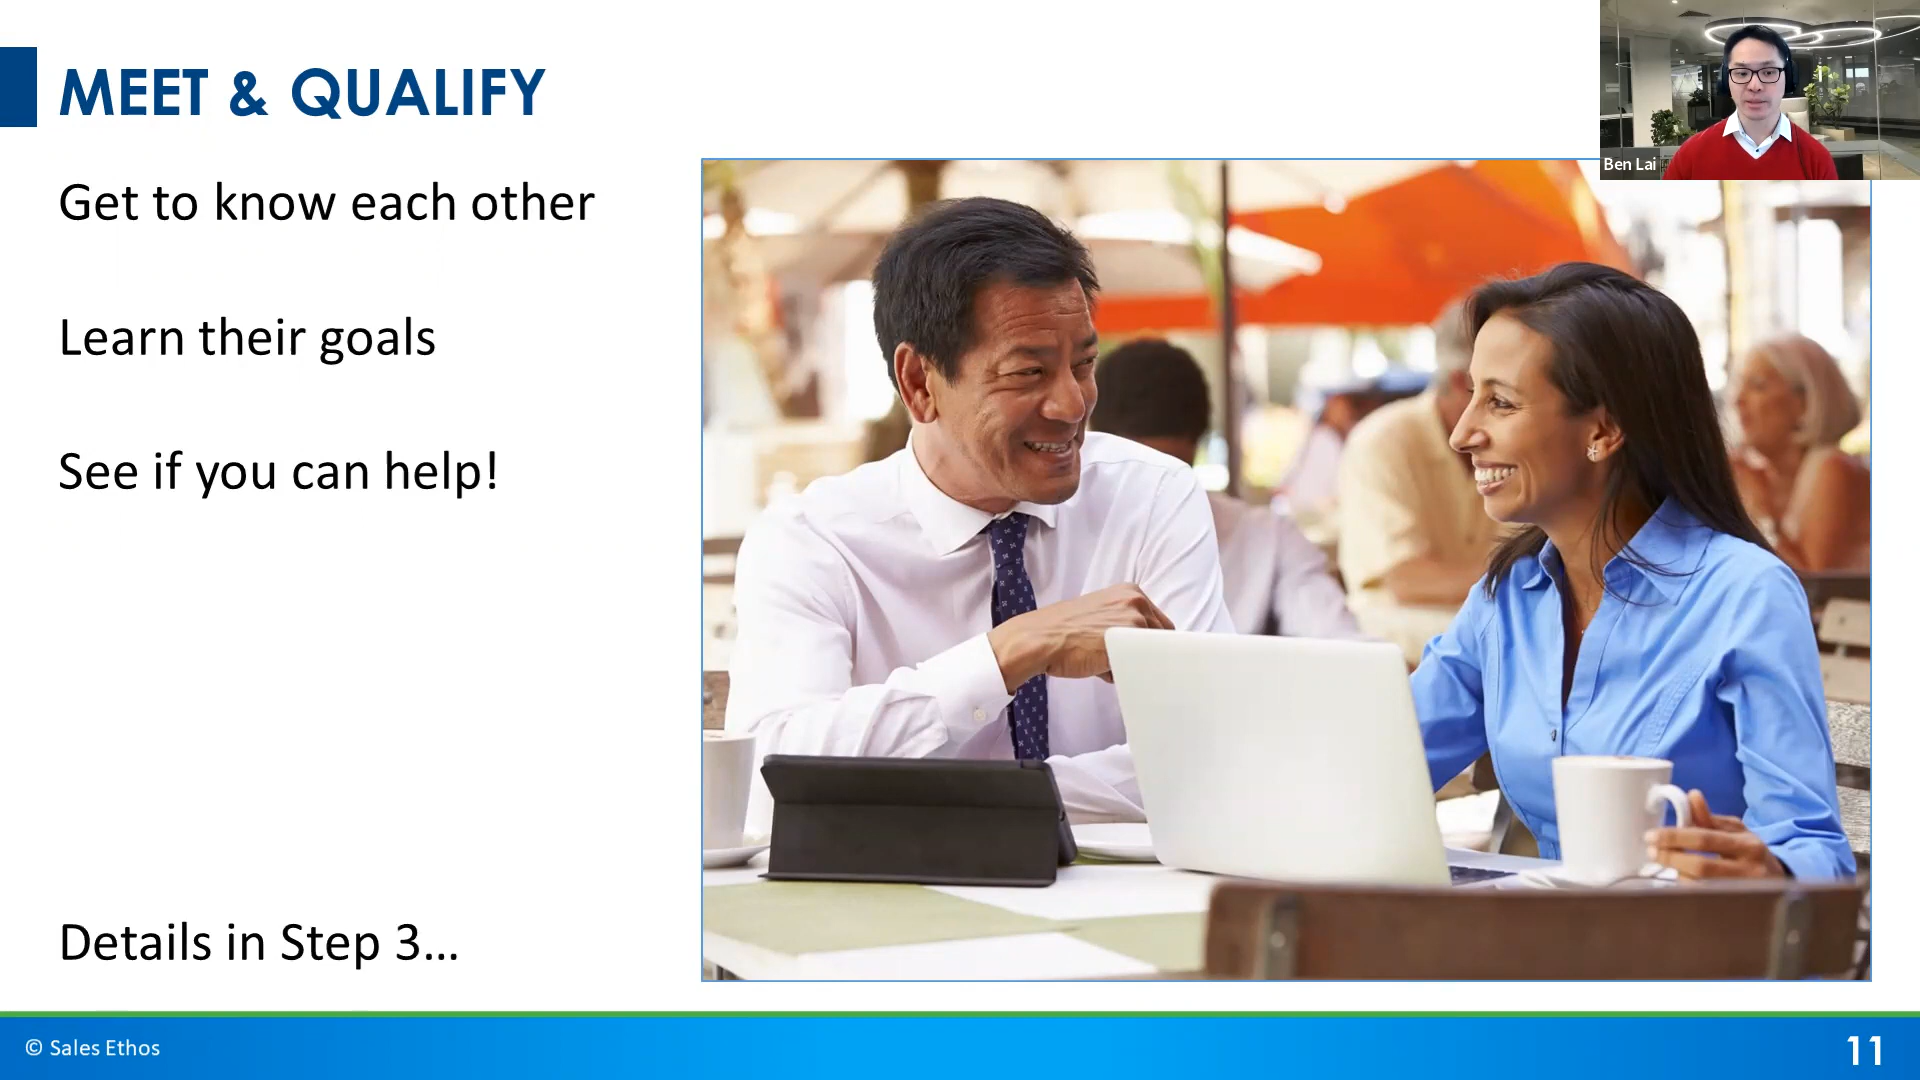 MEET & QUALIFY
Ben Lai
Get to know each other
Learn their goals
See if you can help!
Details in Step 3...
© Sales Ethos
11